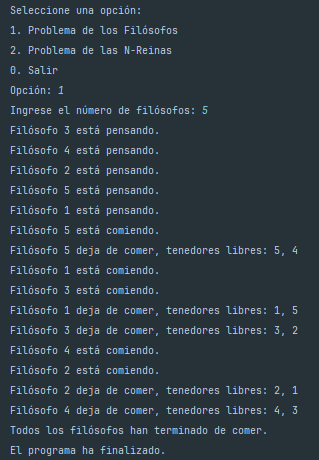 Seleccione una opción:
1. Problema de los Filósofos
2. Problema de las N-Reinas
0. Salir
Opción: 1
Ingrese el número de filósofos: 5
Filósofo 3 está pensando.
Filósofo 4 está pensando.
Filósofo 2 está pensando.
Filósofo 5 está pensando.
Filósofo 1 está pensando.
Filósofo 5 está comiendo.
Filósofo 5 deja de comer, tenedores libres: 5, 4
Filósofo 1 está comiendo.
Filósofo 3 está comiendo.
Filósofo 1 deja de comer, tenedores libres: 1, 5
Filósofo 3 deja de comer, tenedores libres: 3, 2
Filósofo 4 está comiendo.
Filósofo 2 está comiendo.
Filósofo 2 deja de comer, tenedores libres: 2, 1
Filósofo 4 deja de comer, tenedores libres: 4, 3
Todos los filósofos han terminado de comer.
El programa ha finalizado.